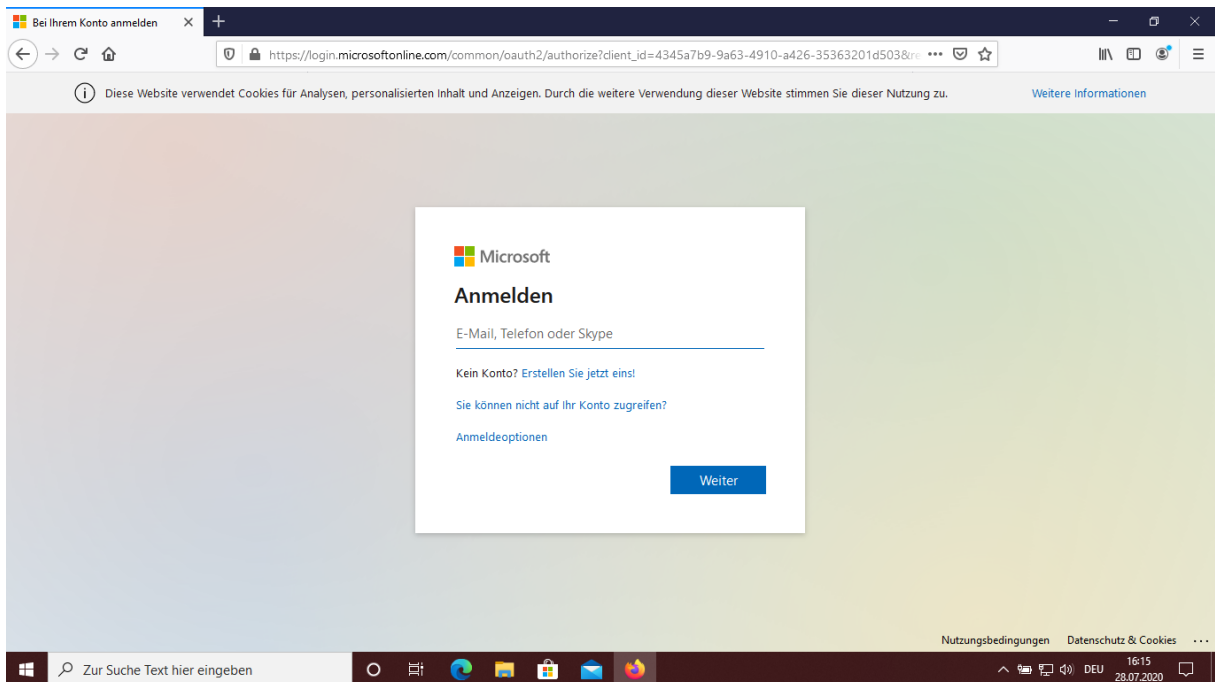 Bei Ihrem Konto anmelden
https://login.microsoftonline.com/common/oauth2/authorize?client_id=4345a7b9-9a63-4910-a426-35363201d503&re
Diese Website verwendet Cookies für Analysen, personalisierten Inhalt und Anzeigen. Durch die weitere Verwendung dieser Website stimmen Sie dieser Nutzung zu. Weitere Informationen
Microsoft
Anmelden
E-Mail, Telefon oder Skype
Kein Konto? Erstellen Sie jetzt eins!
Sie können nicht auf Ihr Konto zugreifen?
Anmeldeoptionen
Weiter
Nutzungsbedingungen Datenschutz & Cookies ...
Zur Suche Text hier eingeben
DEU
16:15
28.07.2020